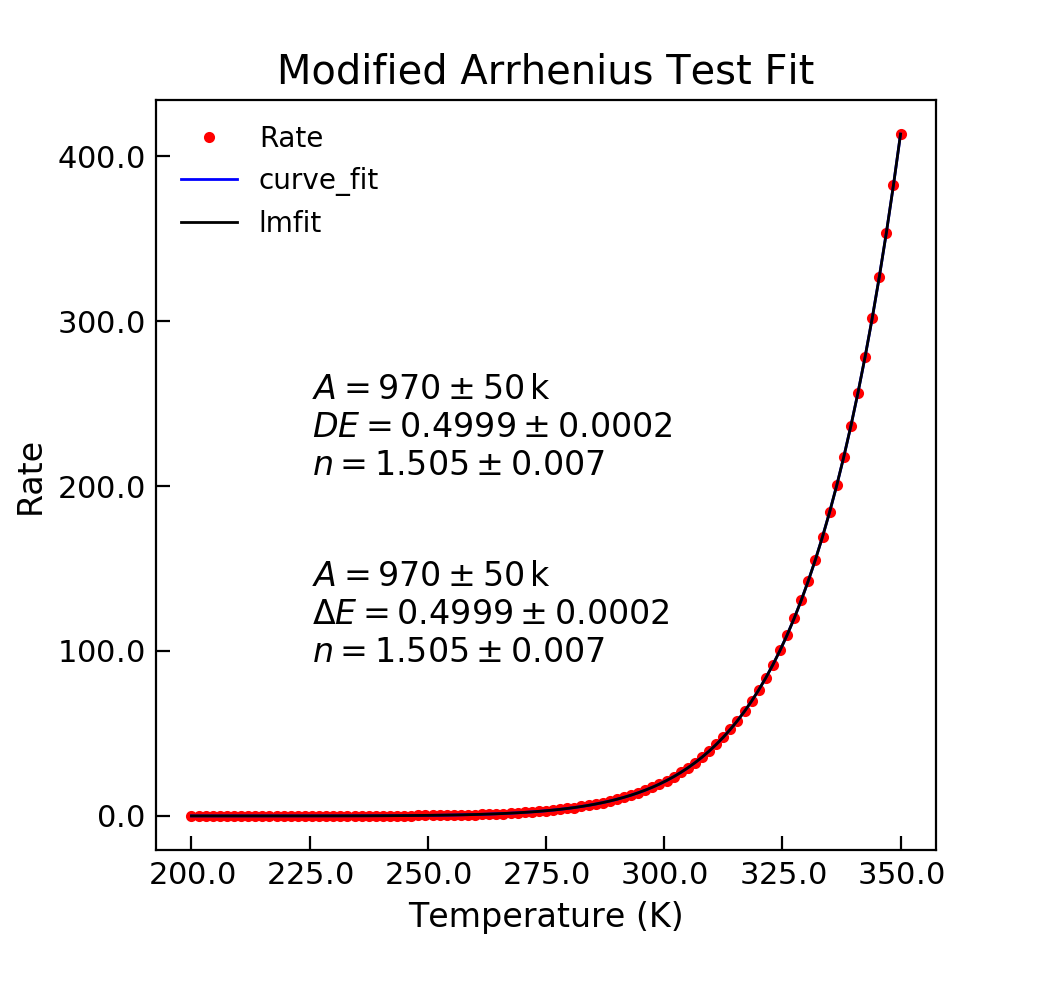 Modified Arrhenius Test Fit
Rate
curve_fit
lmfit
400.0
300.0
200.0
100.0
0.0
Rate
A = 970 ± 50 k
DE = 0.4999 ± 0.0002
n = 1.505 ± 0.007
A = 970 ± 50 k
ΔE = 0.4999 ± 0.0002
n = 1.505 ± 0.007
200.0 225.0 250.0 275.0 300.0 325.0 350.0
Temperature (K)